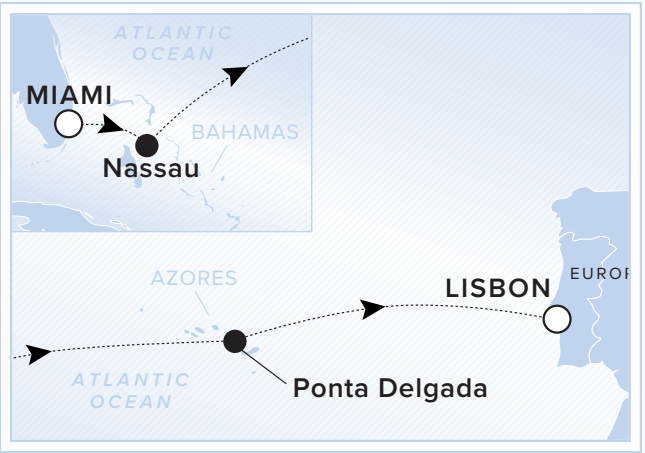 ATLANTIC
OCEAN
MIAMI
BAHAMAS
Nassau
AZORES
LISBON
EUROP
ATLANTIC
OCEAN
Ponta Delgada